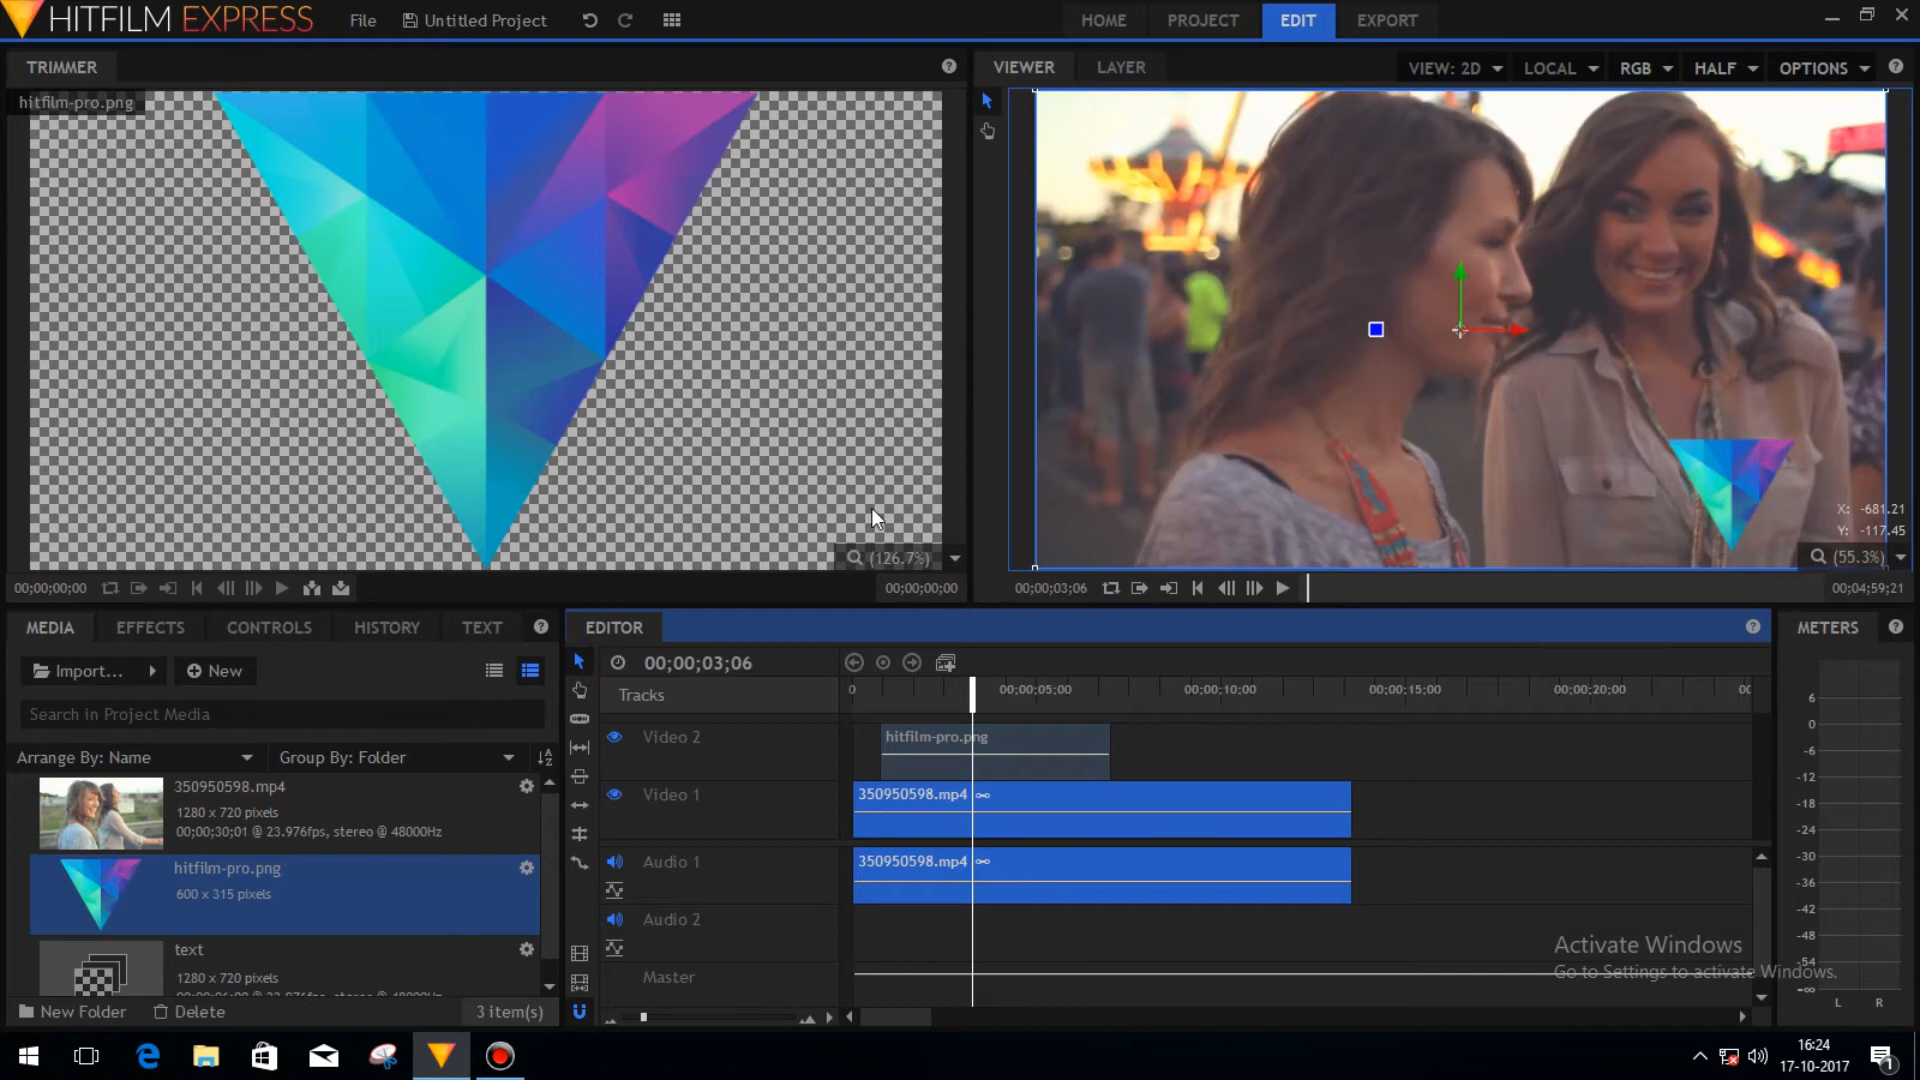 HITFILM EXPRESS
File
Untitled Project
HOME
PROJECT
EDIT
EXPORT
TRIMMER
VIEWER
LAYER
VIEW: 2D
LOCAL
RGB
HALF
OPTIONS
hitfilm-pro.png
X: -681.21
Y: -117.45
(126.7%)
(55.3%)
00;00;00;00
00;00;00;00
00;00;03;06
00;04;59;21
MEDIA
EFFECTS
CONTROLS
HISTORY
TEXT
EDITOR
METERS
Import...
New
00;00;03;06
Search in Project Media
Tracks
0
00;00;05;00
00;00;10;00
00;00;15;00
00;00;20;00
00
Arrange By: Name
Group By: Folder
350950598.mp4
1280 x 720 pixels
00;00;30;01 @ 23.976fps, stereo @ 48000Hz
hitfilm-pro.png
600 x 315 pixels
text
1280 x 720 pixels
New Folder
Delete
3 item(s)
Video 2
hitfilm-pro.png
Video 1
350950598.mp4
Audio 1
350950598.mp4
Audio 2
Master
6
0
-6
-12
-18
-24
-30
-36
-42
-48
-54
-∞
L
R
Activate Windows
Go to Settings to activate Windows.
16:24
17-10-2017
1